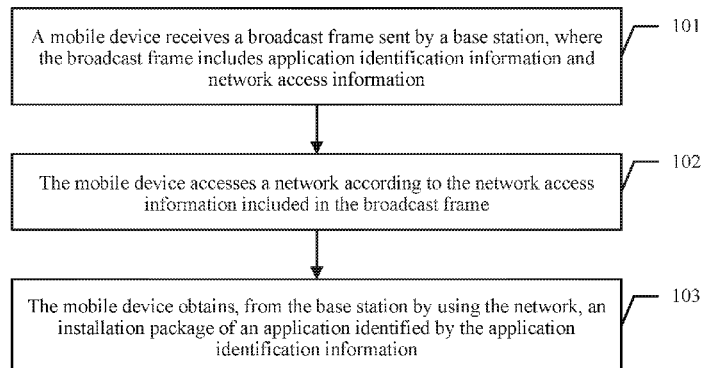 A mobile device receives a broadcast frame sent by a base station, where
the broadcast frame includes application identification information and
network access information
101
The mobile device accesses a network according to the network access
information included in the broadcast frame
102
The mobile device obtains, from the base station by using the network, an
installation package of an application identified by the application
identification information
103